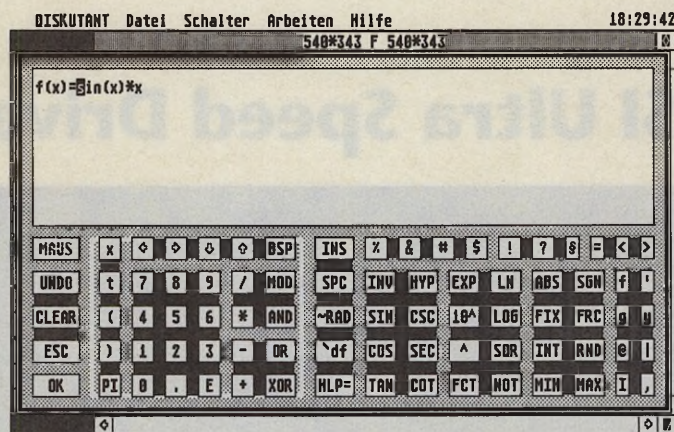 DISKUTANT Datei Schalter Arbeiten Hilfe 18:29:42
540*343 F 540*343
f(x)=sin(x)*x
MAUS x ⇦ ⇨ ⇩ ⇧ BSP INS % & # $ ! ? § = < >
UNDO t 7 8 9 / MOD SPC INV HYP EXP LN ABS SGN f '
CLEAR ( 4 5 6 * AND ~RAD SIN CSC 10^ LOG FIX FRC g y
ESC ) 1 2 3 - OR `df COS SEC ^ SQR INT RND @ |
OK PI 0 . E + XOR HLP= TAN COT FCT NOT MIN MAX I ,